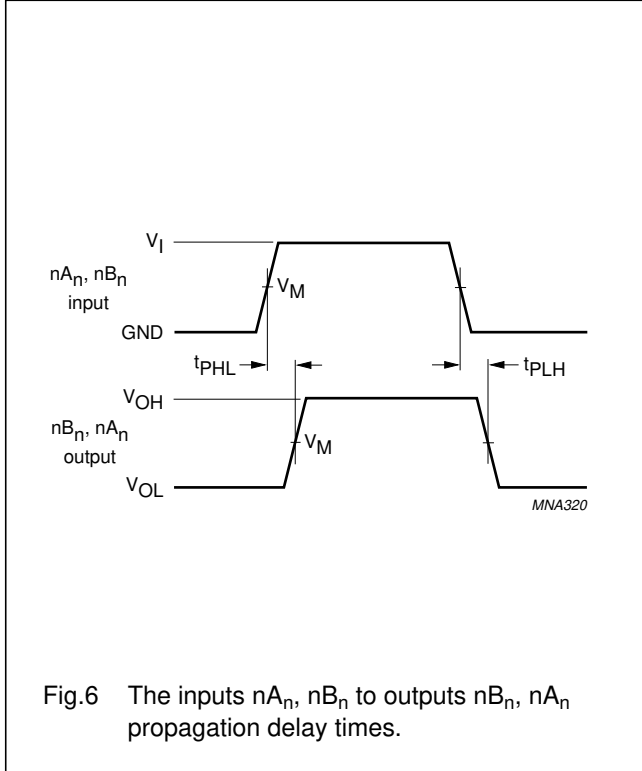 V_I
nA_n, nB_n
input
V_M
GND
t_PHL
t_PLH
V_OH
nB_n, nA_n
output
V_M
V_OL
MNA320
Fig.6 The inputs nA_n, nB_n to outputs nB_n, nA_n
propagation delay times.